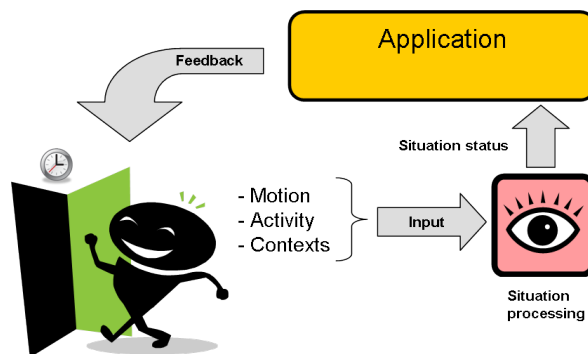 Application
Feedback
Situation status
- Motion
- Activity
- Contexts
Input
Situation
processing